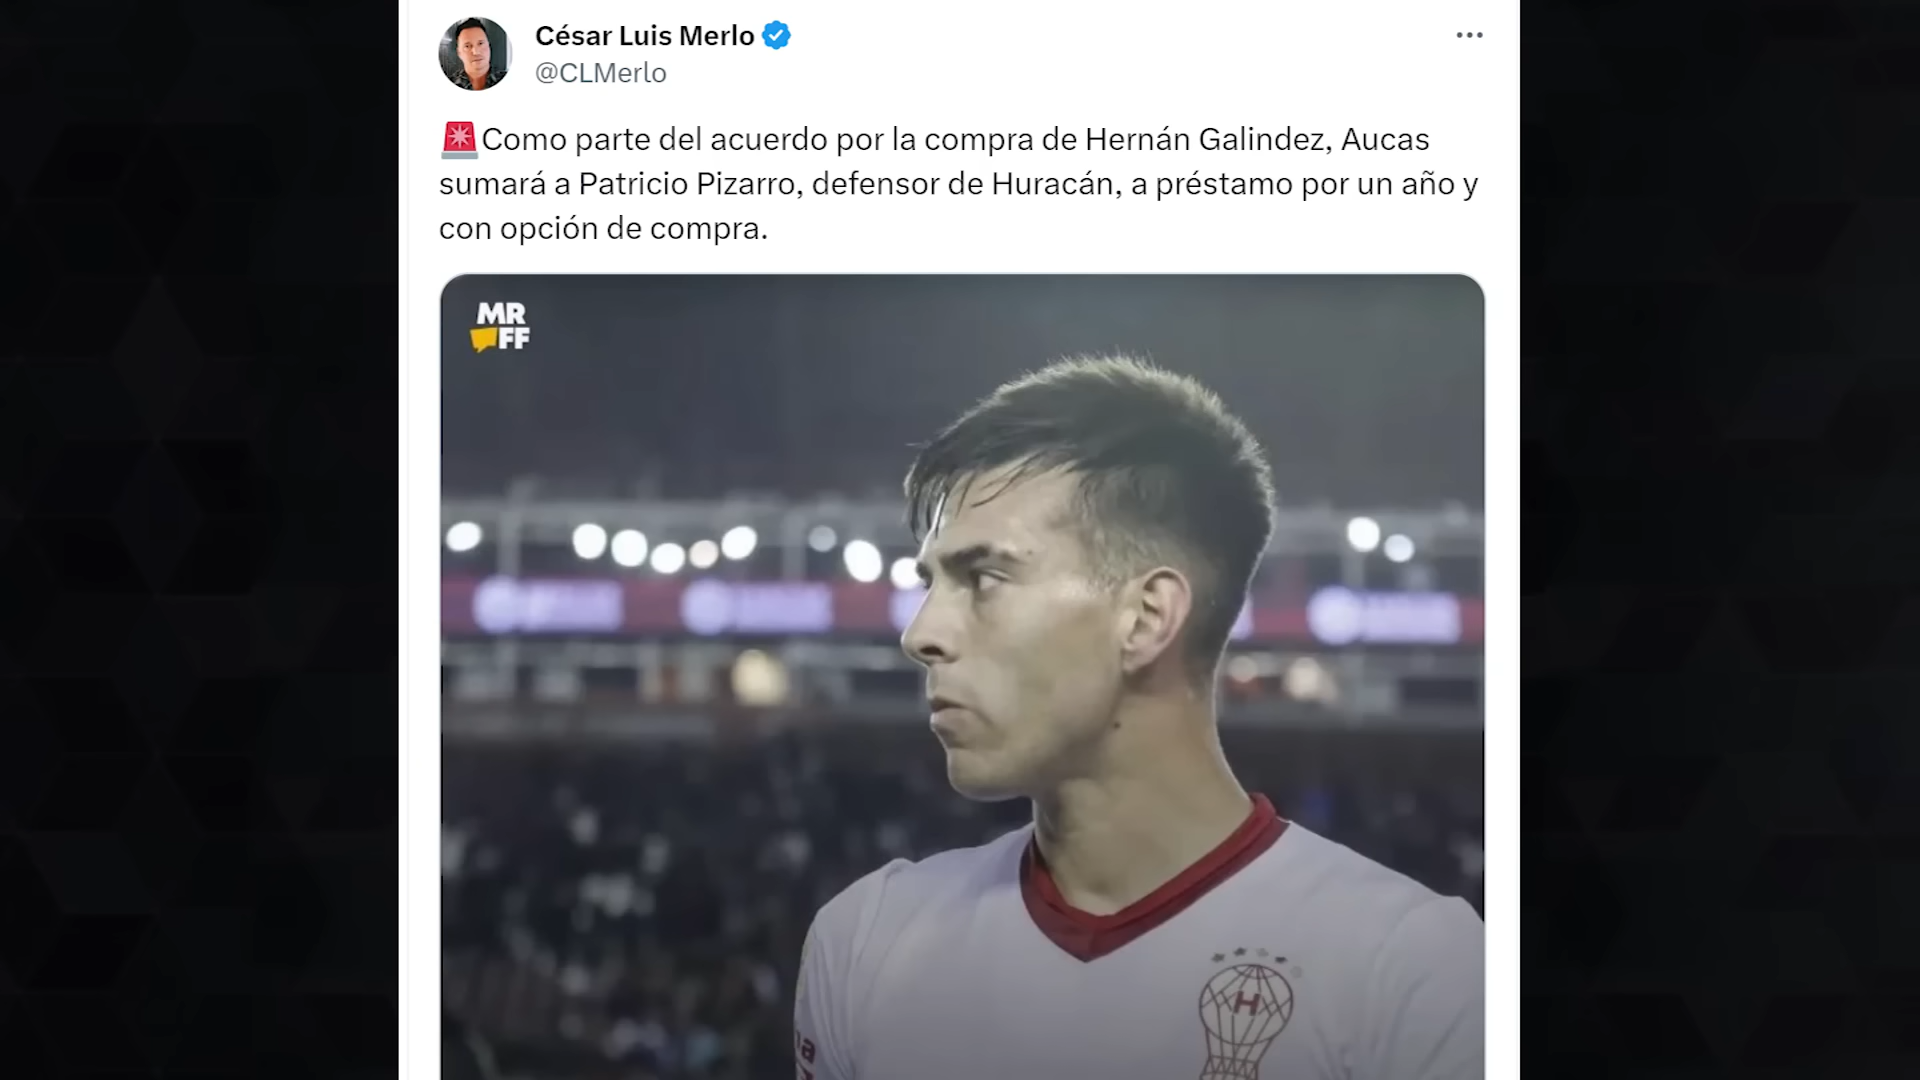 César Luis Merlo
@CLMerlo
Como parte del acuerdo por la compra de Hernán Galindez, Aucas
sumará a Patricio Pizarro, defensor de Huracán, a préstamo por un año y
con opción de compra.
MR
FF
H